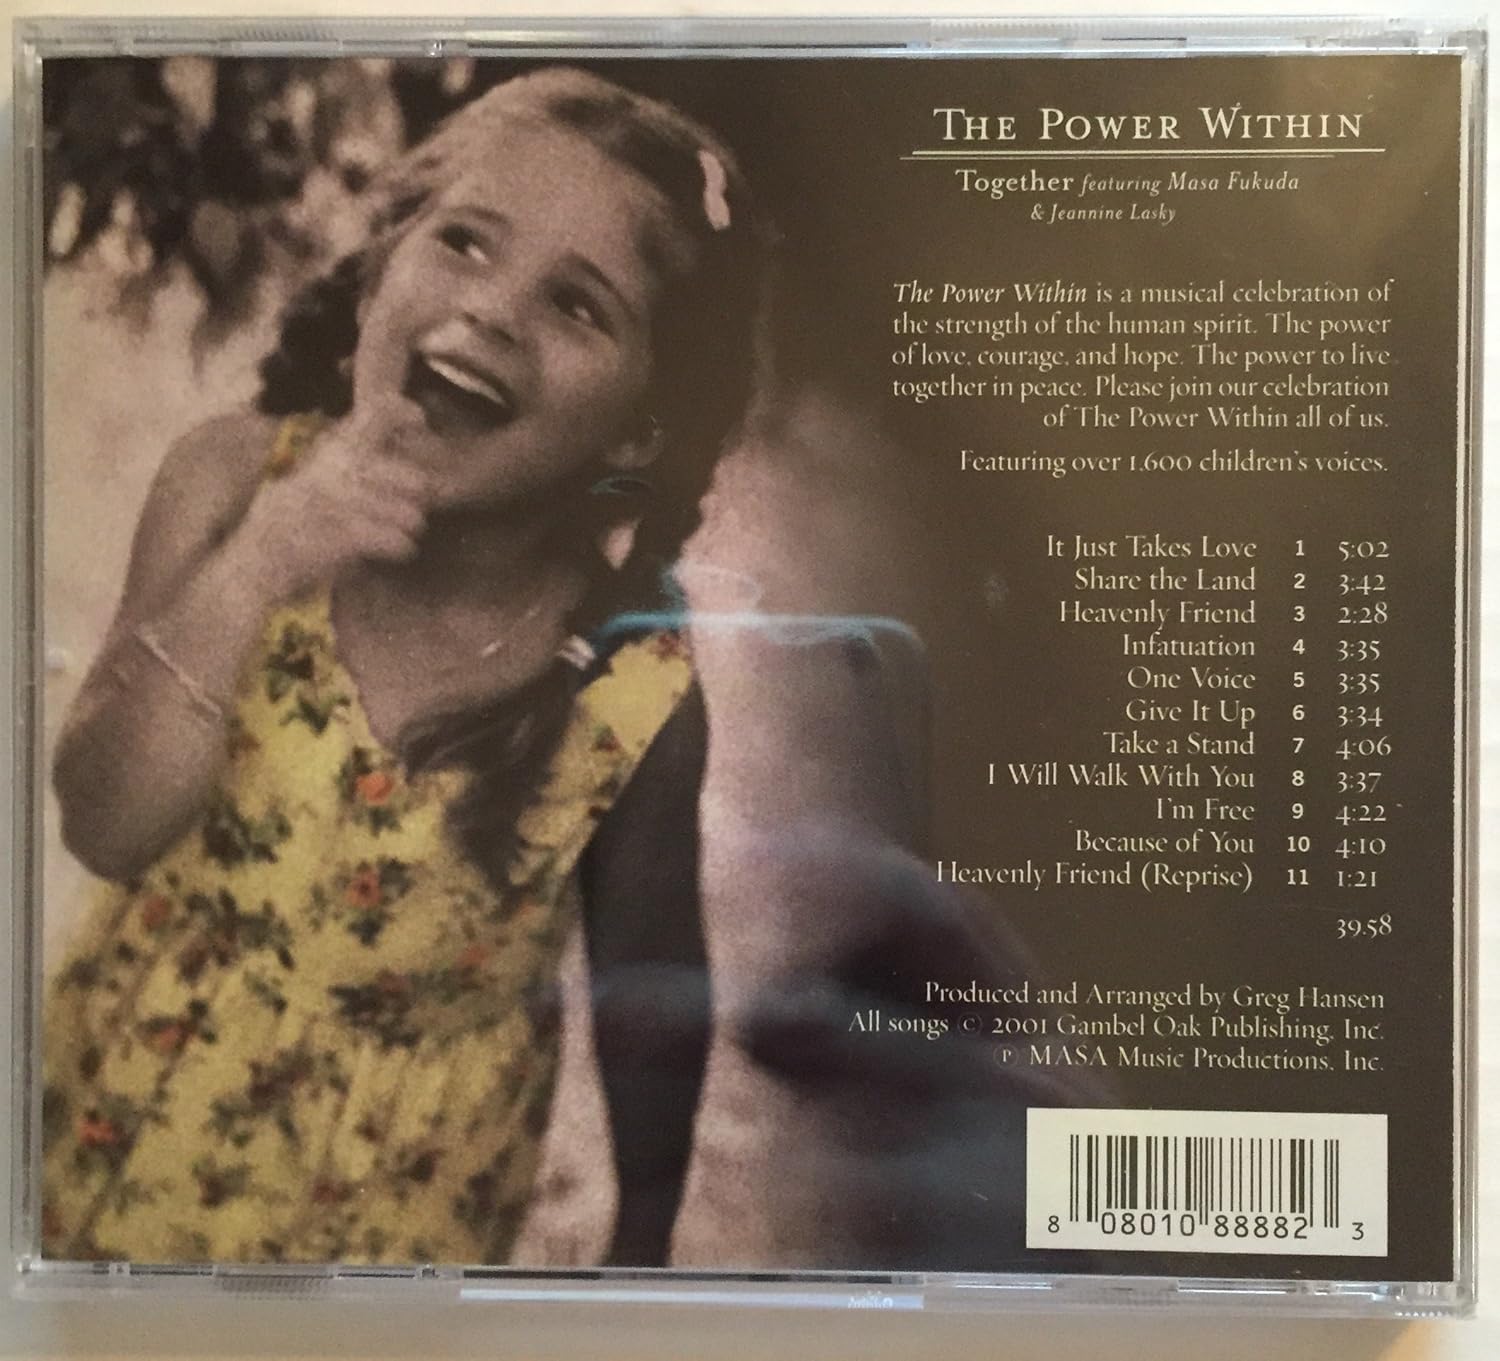 THE POWER WITHIN
Together featuring Masa Fukuda
& Jeannine Lasky
The Power Within is a musical celebration of
the strength of the human spirit. The power
of love, courage, and hope. The power to live
together in peace. Please join our celebration
of The Power Within all of us.
Featuring over 1,600 children's voices.
It Just Takes Love 1 5:02
Share the Land 2 3:42
Heavenly Friend 3 2:28
Infatuation 4 3:35
One Voice 5 3:35
Give It Up 6 3:34
Take a Stand 7 4:06
I Will Walk With You 8 3:37
I'm Free 9 4:22
Because of You 10 4:10
Heavenly Friend (Reprise) 11 1:21
39.58
Produced and Arranged by Greg Hansen
All songs © 2001 Gambel Oak Publishing, Inc.
℗ MASA Music Productions, Inc.
8 08010 88882 3